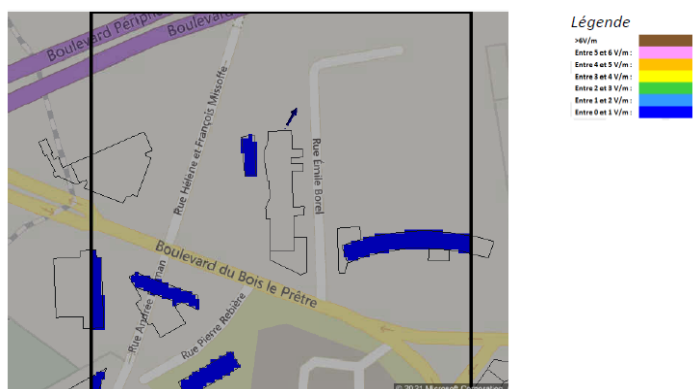 Légende
>6V/m
Entre 5 et 6 V/m :
Entre 4 et 5 V/m :
Entre 3 et 4 V/m :
Entre 2 et 3 V/m :
Entre 1 et 2 V/m :
Entre 0 et 1 V/m :
Boulevard Périph
Boulevard
Rue Hélène et François Missoffe
Rue Émile Borel
Boulevard du Bois le Prêtre
Rue Andrée
man
Rue Pierre Rebière
© 2021 Microsoft Corporation